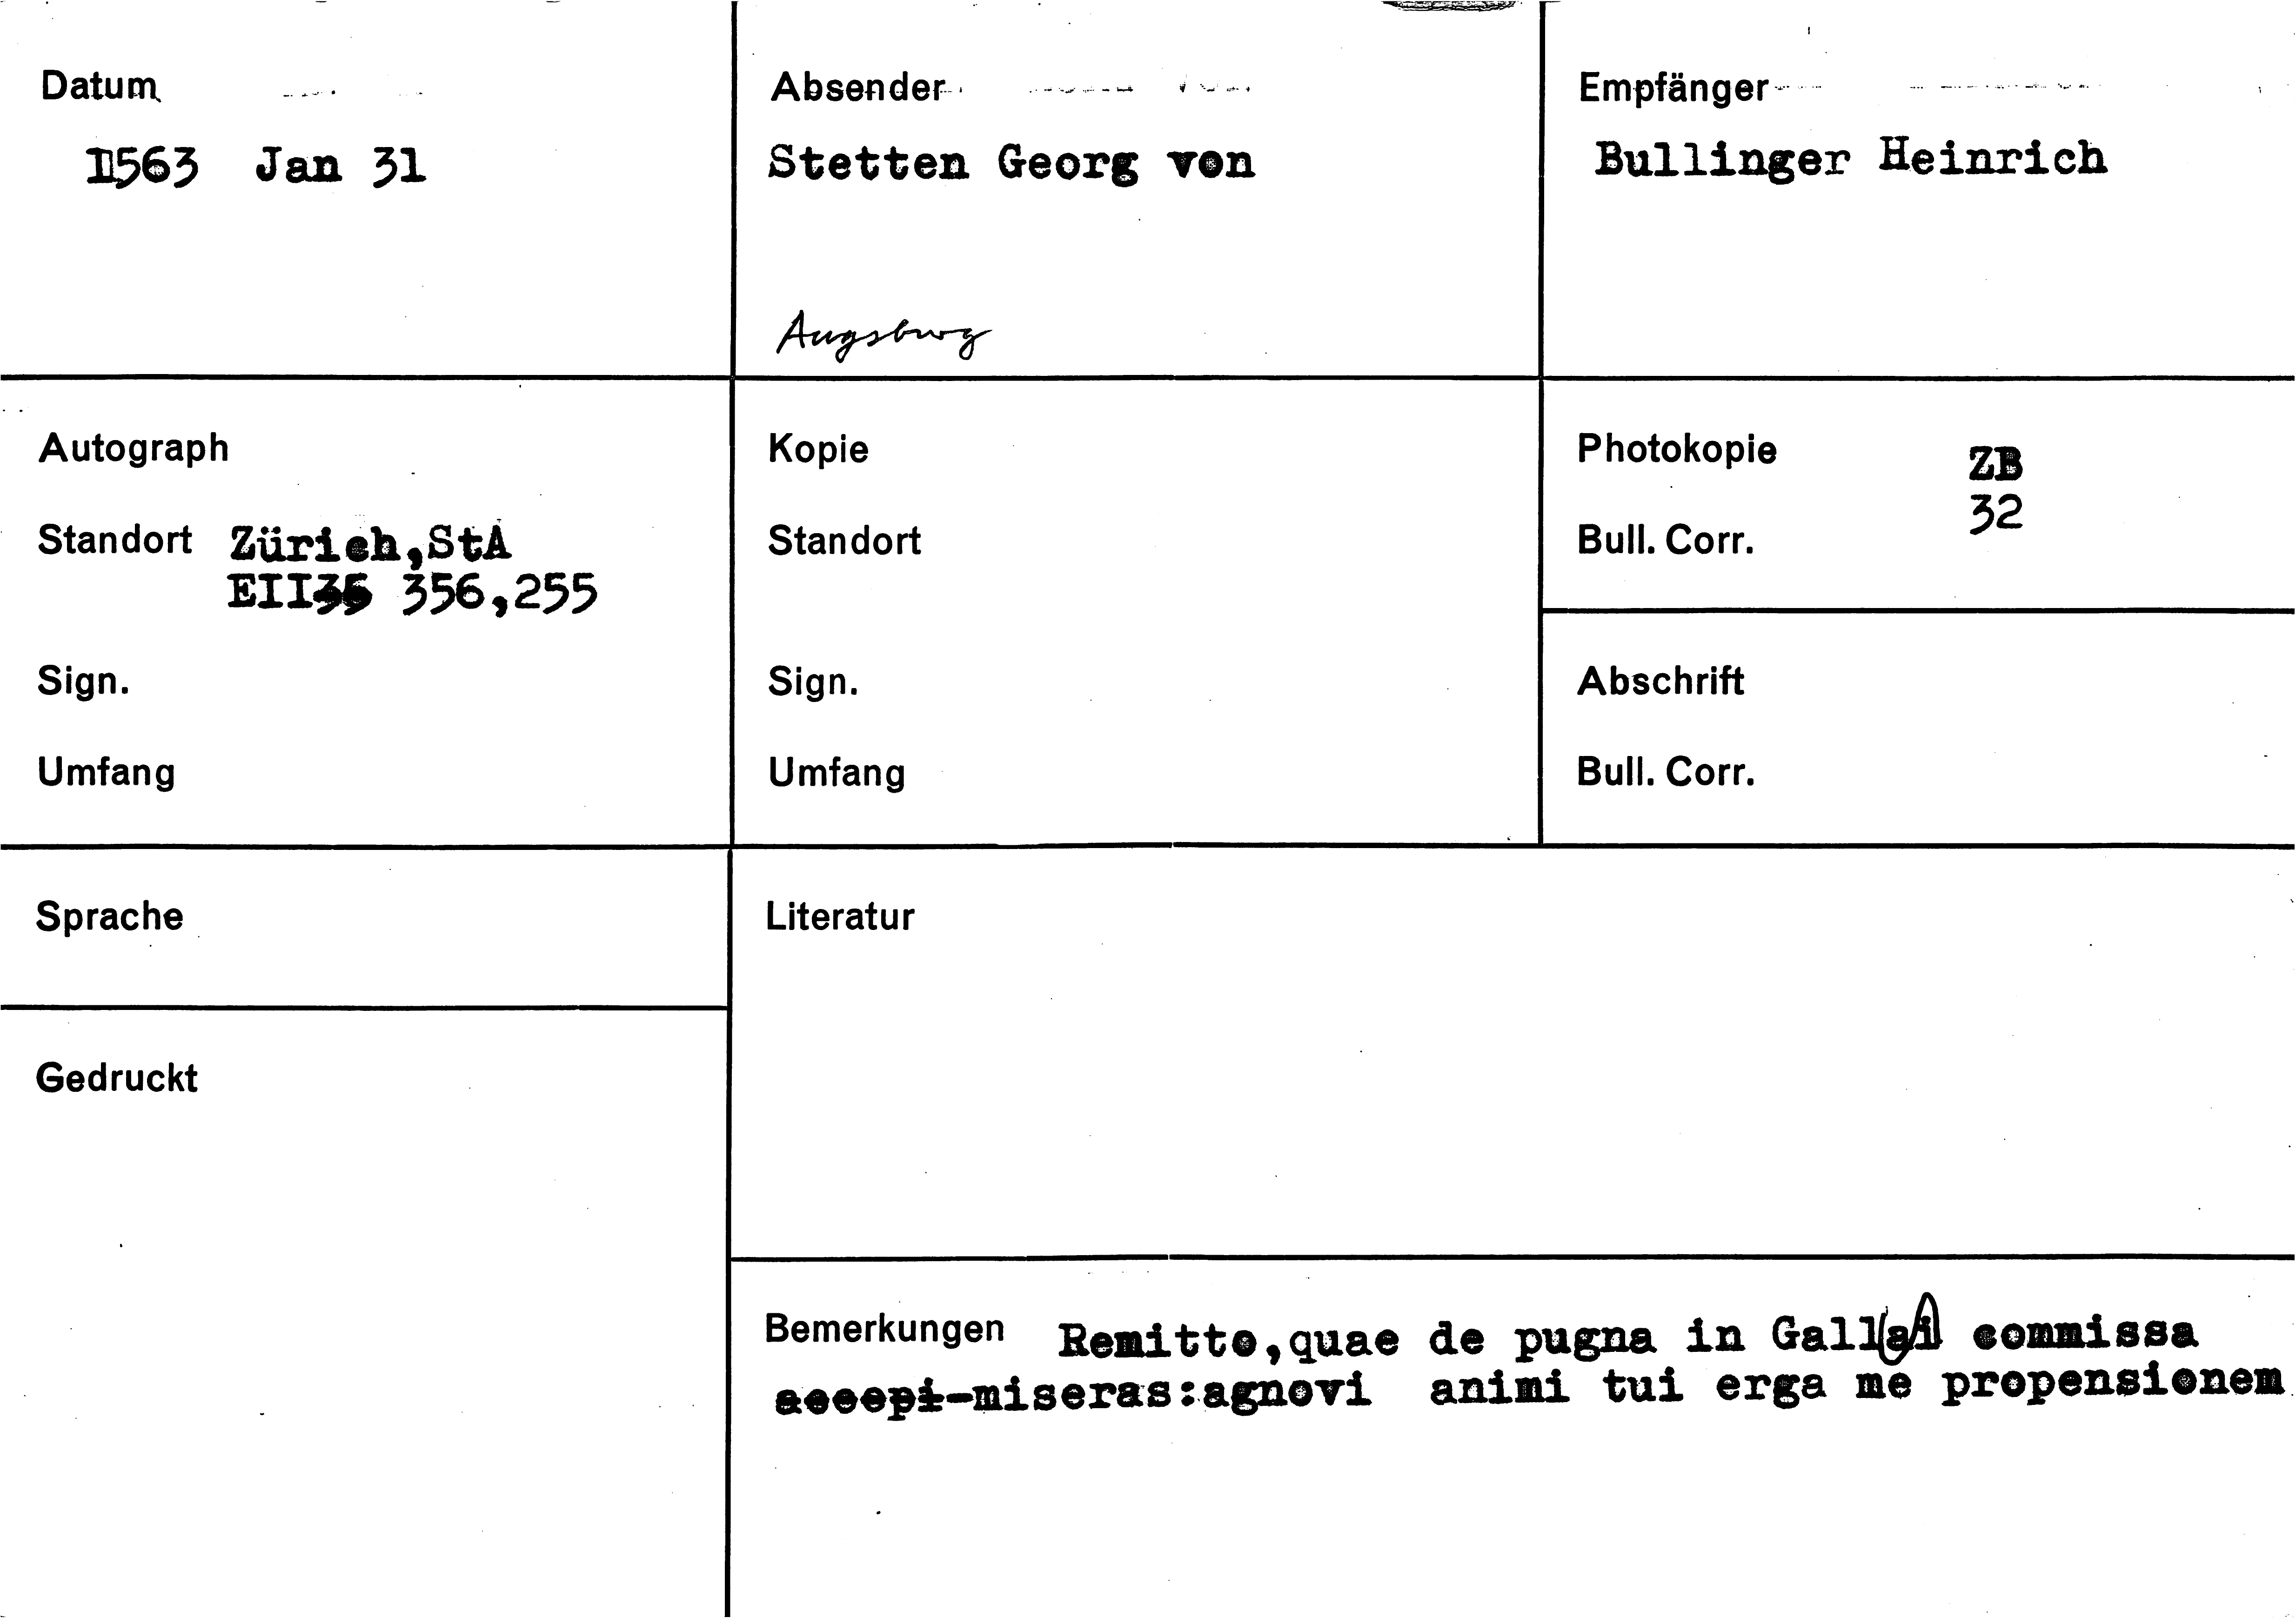 Datum
1563 Jan 31
Absender
Stetten Georg von
Augsburg
Empfänger
Bullinger Heinrich
Autograph
Standort Zürich,StA
EII35 356,255
Sign.
Umfang
Kopie
Standort
Sign.
Umfang
Photokopie ZB
Bull. Corr. 32
Abschrift
Bull. Corr.
Sprache
Gedruckt
Literatur
Bemerkungen Remitto,quae de pugna in Gallai commissa
accepi-miseras:agnovi animi tui erga me propensionem